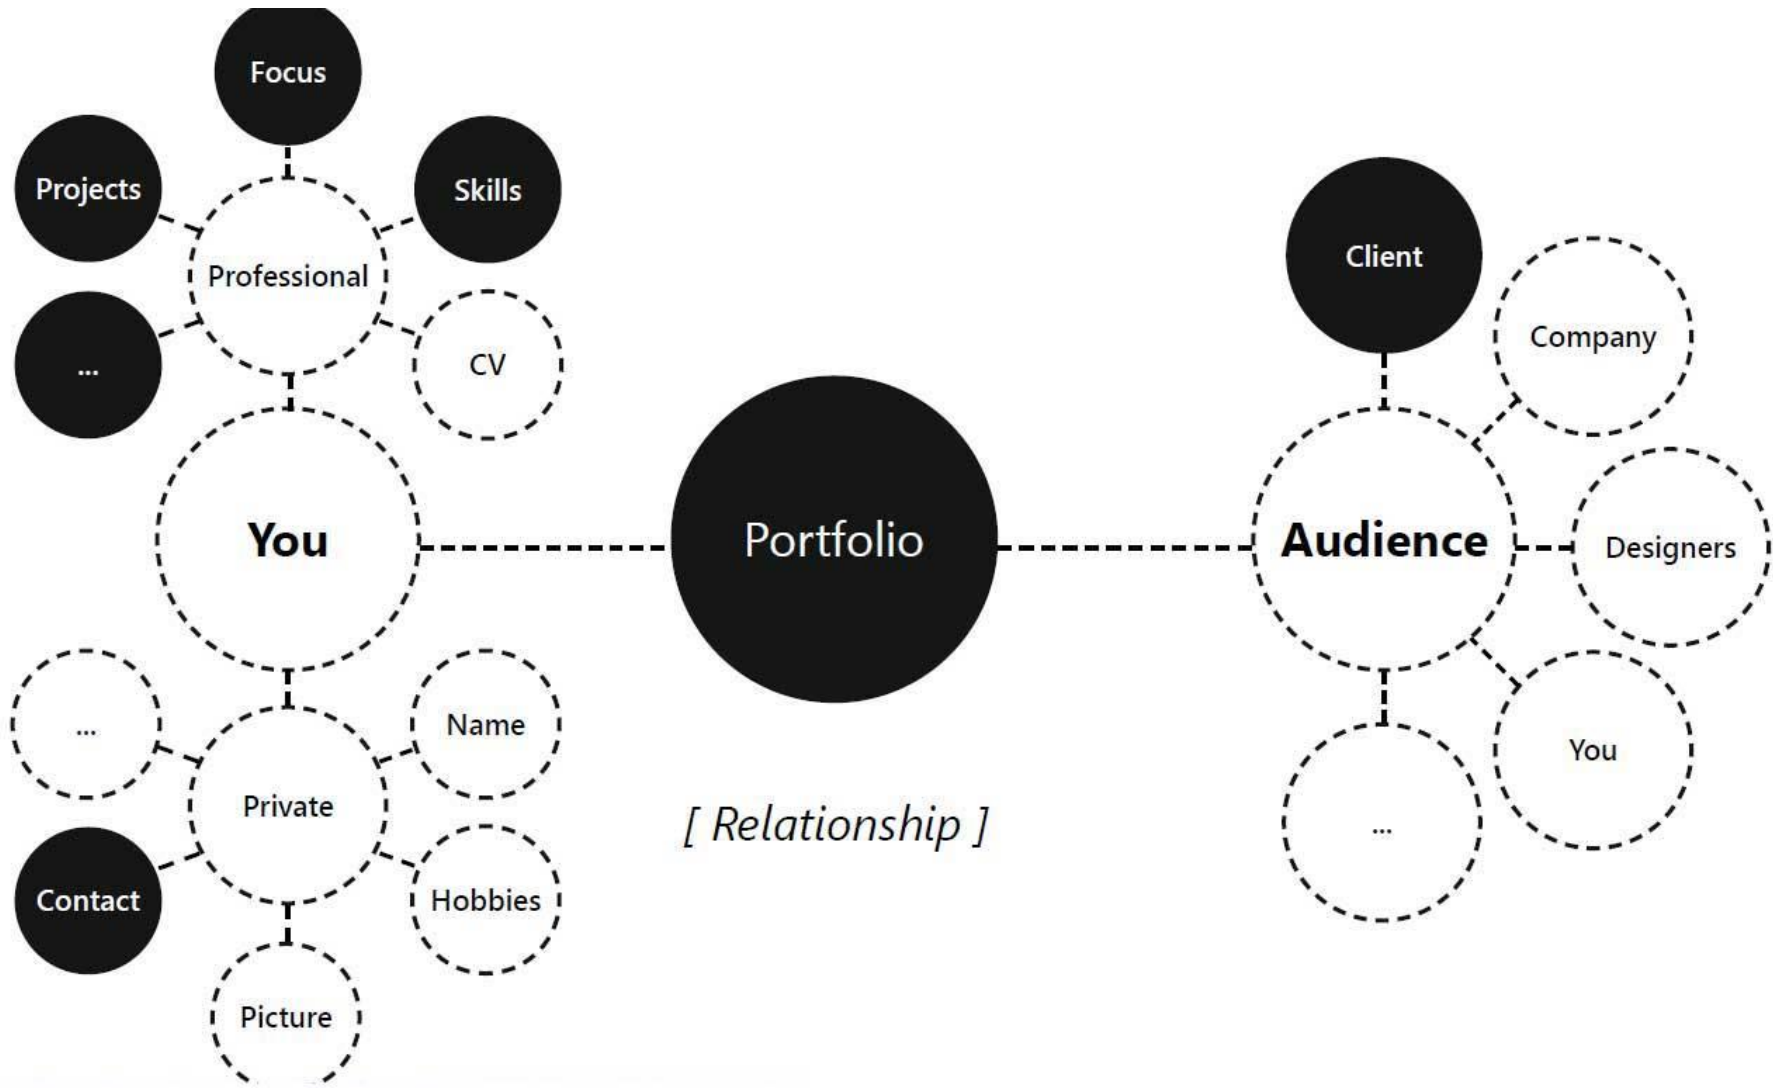 Focus
Projects
Skills
Professional
...
CV
You
Portfolio
[ Relationship ]
...
Name
Private
Contact
Hobbies
Picture
Client
Company
Audience
Designers
You
...